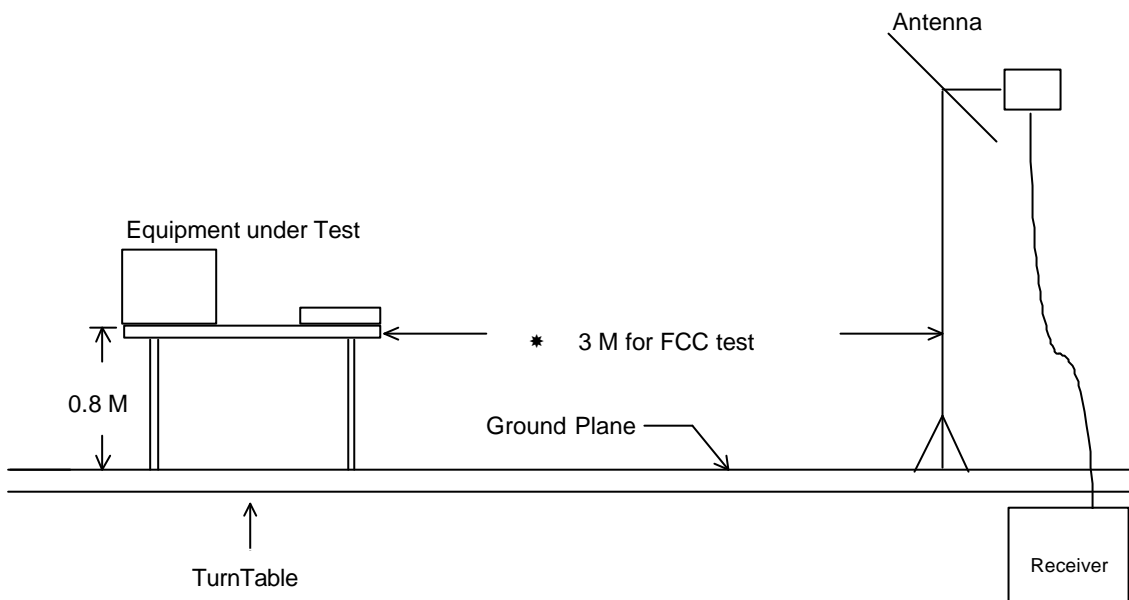 Antenna
Equipment under Test
✷ 3 M for FCC test
0.8 M
Ground Plane
Receiver
TurnTable